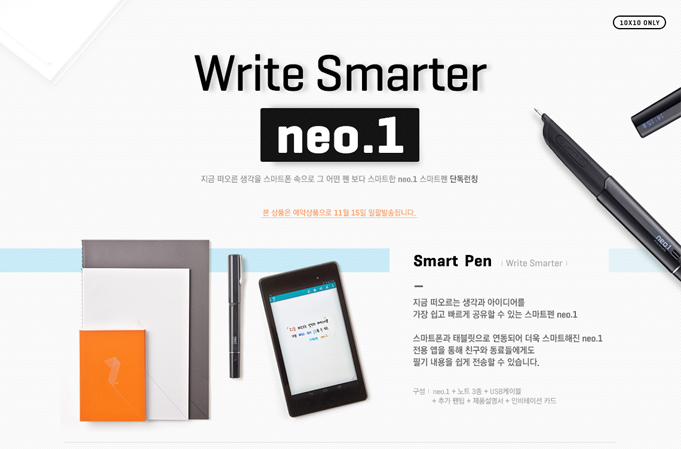 10X10 ONLY
Write Smarter
neo.1
지금 떠오른 생각을 스마트폰 속으로 그 어떤 펜 보다 스마트한 neo.1 스마트펜 단독런칭
본 상품은 예약상품으로 11월 15일 일괄발송됩니다.
neo.1
Smart Pen | Write Smarter |
지금 떠오르는 생각과 아이디어를
가장 쉽고 빠르게 공유할 수 있는 스마트펜 neo.1
스마트폰과 태블릿으로 연동되어 더욱 스마트해진 neo.1
전용 앱을 통해 친구와 동료들에게도
필기 내용을 쉽게 전송할 수 있습니다.
구성 | neo.1 + 노트 3종 + USB케이블
+ 추가 펜팁 + 제품설명서 + 인비테이션 카드